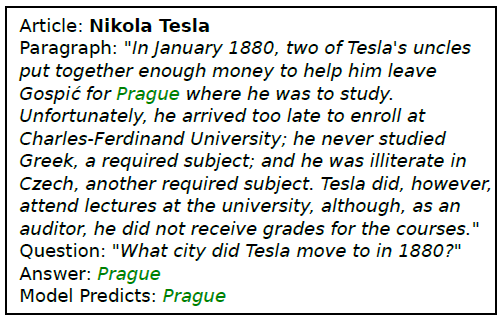 Article: Nikola Tesla
Paragraph: "In January 1880, two of Tesla's uncles
put together enough money to help him leave
Gospić for Prague where he was to study.
Unfortunately, he arrived too late to enroll at
Charles-Ferdinand University; he never studied
Greek, a required subject; and he was illiterate in
Czech, another required subject. Tesla did, however,
attend lectures at the university, although, as an
auditor, he did not receive grades for the courses."
Question: "What city did Tesla move to in 1880?"
Answer: Prague
Model Predicts: Prague